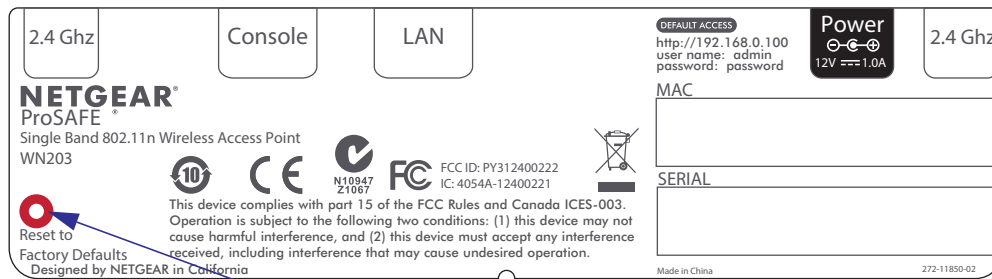 2.4 Ghz
Console
LAN
DEFAULT ACCESS
http://192.168.0.100
user name: admin
password: password
Power
12V 1.0A
2.4 Ghz
NETGEAR®
ProSAFE ®
Single Band 802.11n Wireless Access Point
WN203
MAC
10
CE
N10947
Z1067
FC
FCC ID: PY312400222
IC: 4054A-12400221
SERIAL
This device complies with part 15 of the FCC Rules and Canada ICES-003.
Operation is subject to the following two conditions: (1) this device may not
cause harmful interference, and (2) this device must accept any interference
received, including interference that may cause undesired operation.
Reset to
Factory Defaults
Designed by NETGEAR in California
Made in China
272-11850-02